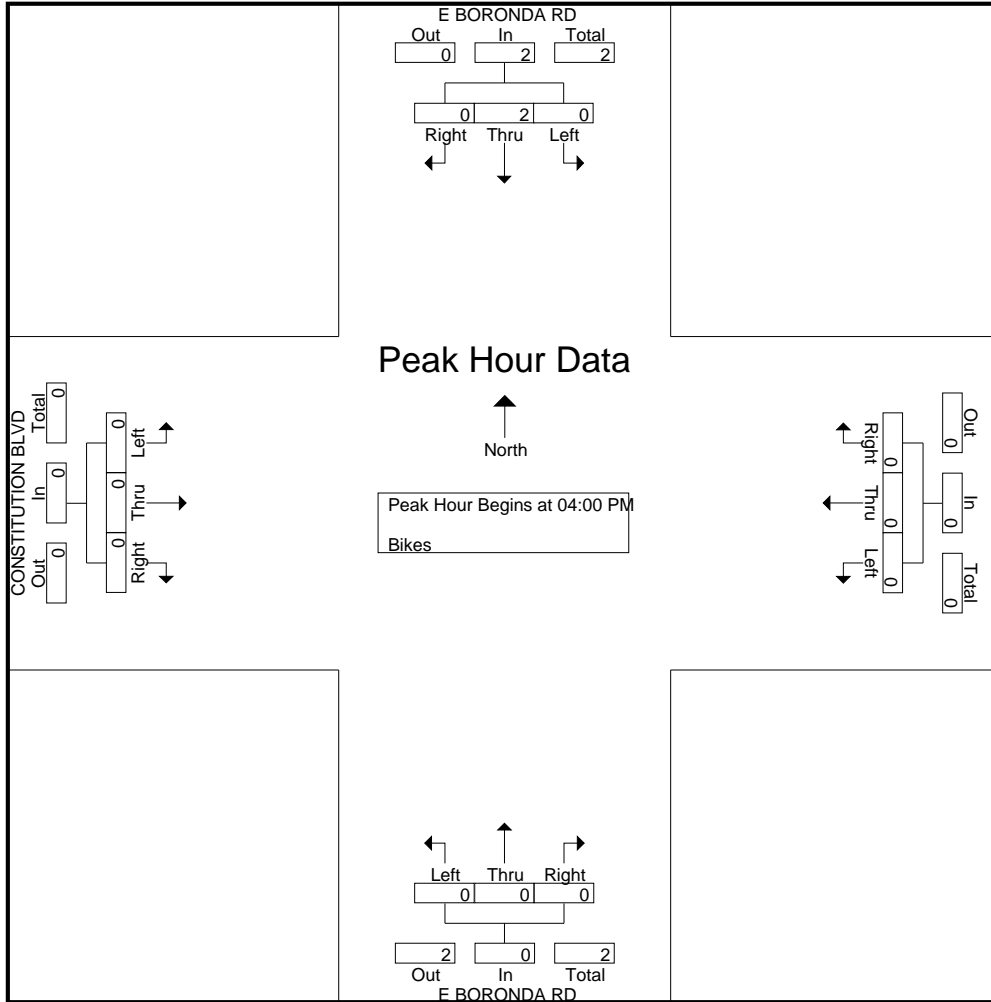 E BORONDA RD
Out In Total
0 2 2
0 2 0
Right Thru Left
Peak Hour Data
North
Peak Hour Begins at 04:00 PM
Bikes
CONSTITUTION BLVD
Out In Total
0 0 0
0 0 0
Right Thru Left
Out In Total
0 0 0
0 0 0
Right Thru Left
Left Thru Right
0 0 0
2 0 2
Out In Total
E BORONDA RD